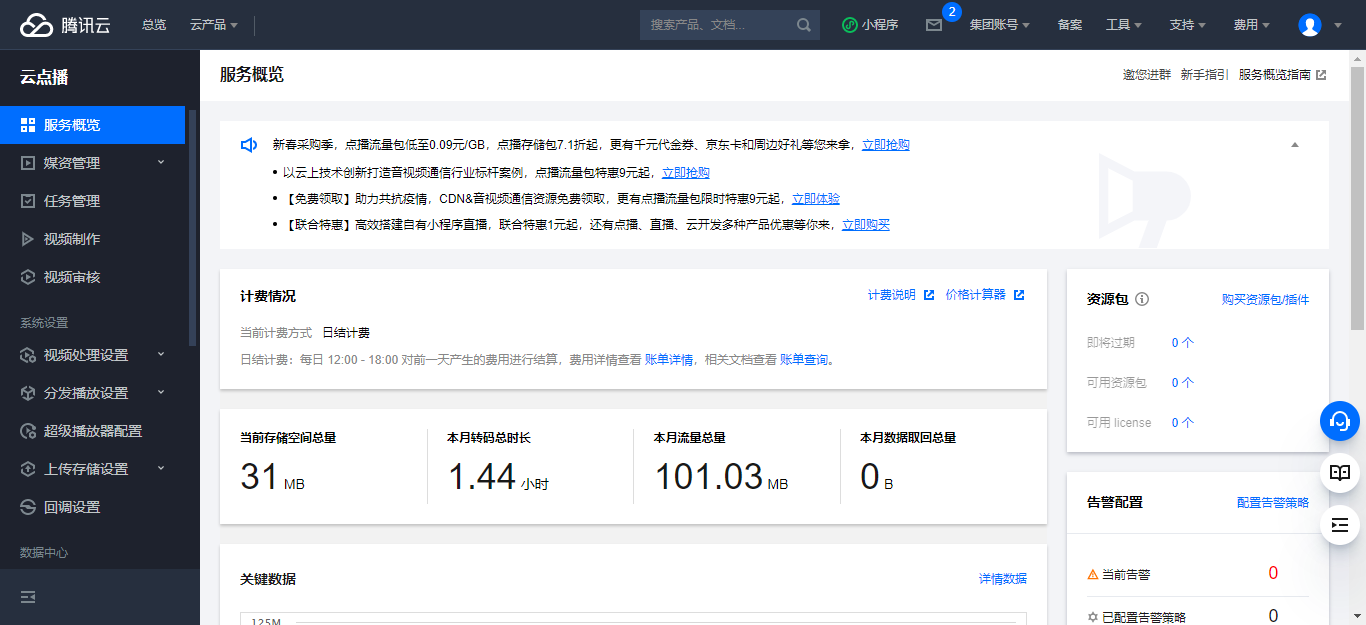 腾讯云 总览 云产品 搜索产品、文档... 小程序 2 集团账号 备案 工具 支持 费用
云点播
服务概览
媒资管理
任务管理
视频制作
视频审核
系统设置
视频处理设置
分发播放设置
超级播放器配置
上传存储设置
回调设置
数据中心
服务概览 邀您进群 新手指引 服务概览指南
新春采购季，点播流量包低至0.09元/GB，点播存储包7.1折起，更有千元代金券、京东卡和周边好礼等您来拿，立即抢购
• 以云上技术创新打造音视频通信行业标杆案例，点播流量包特惠9元起，立即抢购
• 【免费领取】助力共抗疫情，CDN&音视频通信资源免费领取，更有点播流量包限时特惠9元起，立即体验
• 【联合特惠】高效搭建自有小程序直播，联合特惠1元起，还有点播、直播、云开发多种产品优惠等你来，立即购买
计费情况 计费说明 价格计算器
当前计费方式 日结计费
日结计费：每日 12:00 - 18:00 对前一天产生的费用进行结算，费用详情查看 账单详情，相关文档查看 账单查询。
当前存储空间总量 本月转码总时长 本月流量总量 本月数据取回总量
31 MB 1.44 小时 101.03 MB 0 B
关键数据 详情数据
125M
资源包 购买资源包/插件
即将过期 0 个
可用资源包 0 个
可用 license 0 个
告警配置 配置告警策略
当前告警 0
已配置告警策略 0